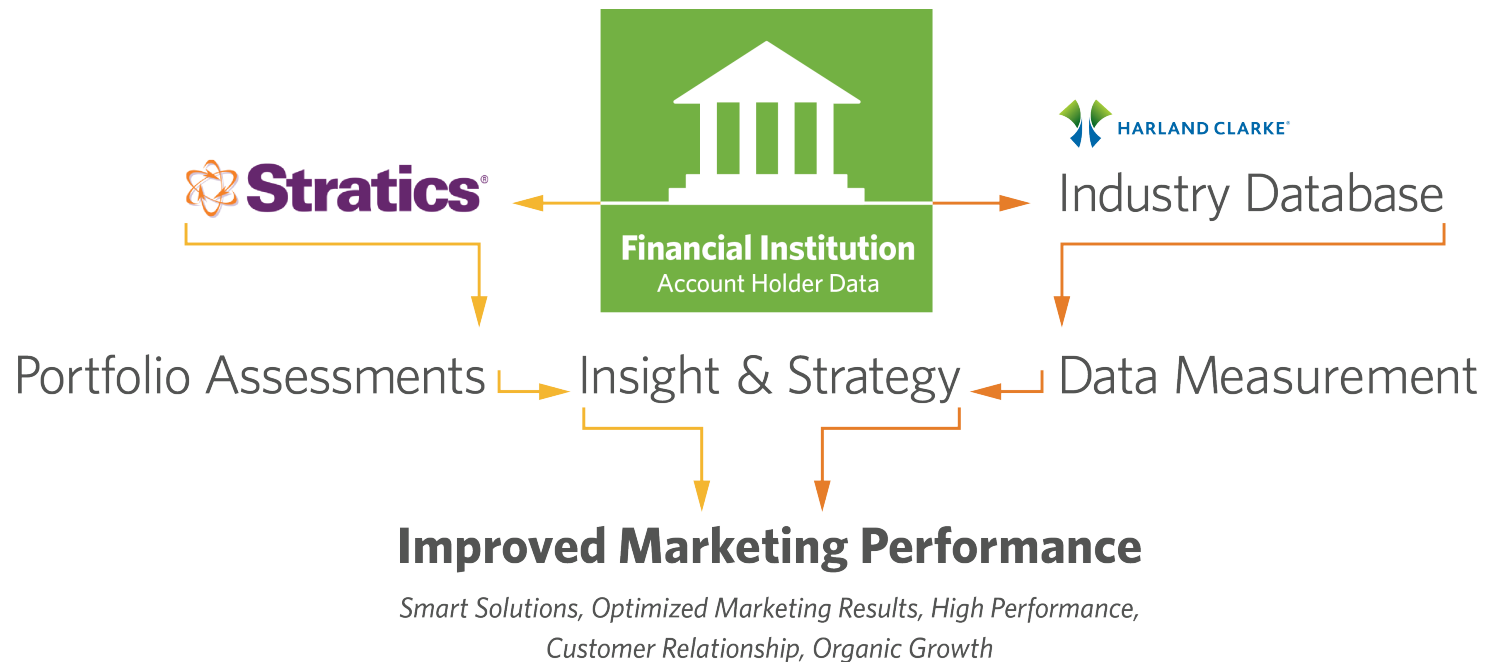 HARLAND CLARKE®
Stratics®
Industry Database
Financial Institution
Account Holder Data
Portfolio Assessments
Insight & Strategy
Data Measurement
Improved Marketing Performance
Smart Solutions, Optimized Marketing Results, High Performance,
Customer Relationship, Organic Growth